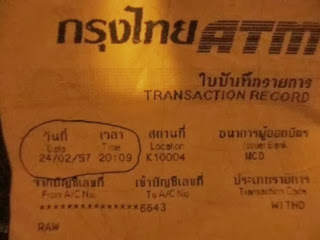 กรุงไทย ATM
ใบบันทึกรายการ
TRANSACTION RECORD
วันที่ เวลา สถานที่ ธนาคารผู้ออกบัตร
Date Time Location Issuer Bank
24/02/57 20:09 K10004 MCD
จากบัญชีเลขที่ เข้าบัญชีเลขที่ ประเภทรายการ
From A/C No. To A/C No. Transaction Code
6643 WITHD
RAW